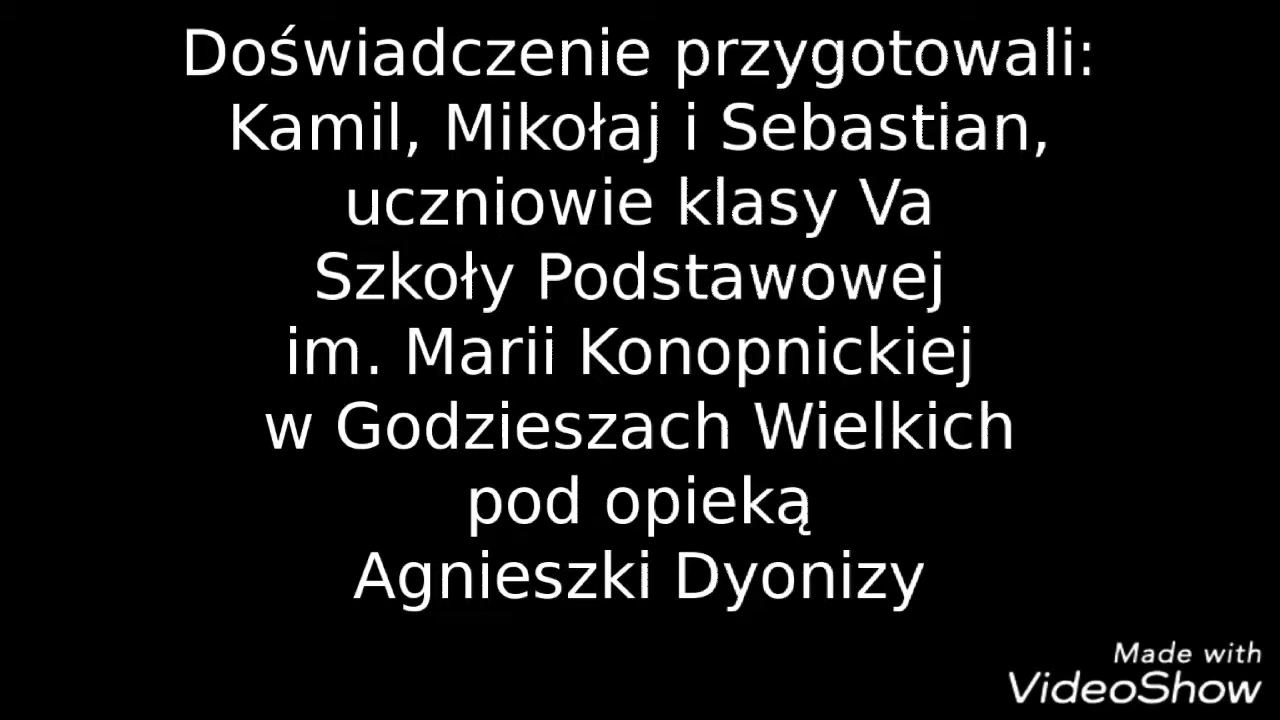 Doświadczenie przygotowali:
Kamil, Mikołaj i Sebastian,
uczniowie klasy Va
Szkoły Podstawowej
im. Marii Konopnickiej
w Godzieszach Wielkich
pod opieką
Agnieszki Dyonizy
Made with
VideoShow